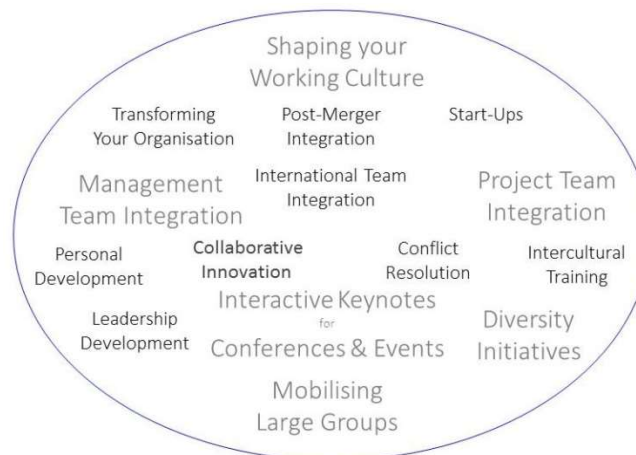 Shaping your
Working Culture
Transforming
Your Organisation
Post-Merger
Integration
Start-Ups
Management
Team Integration
International Team
Integration
Project Team
Integration
Personal
Development
Collaborative
Innovation
Conflict
Resolution
Intercultural
Training
Interactive Keynotes
for
Conferences & Events
Leadership
Development
Diversity
Initiatives
Mobilising
Large Groups